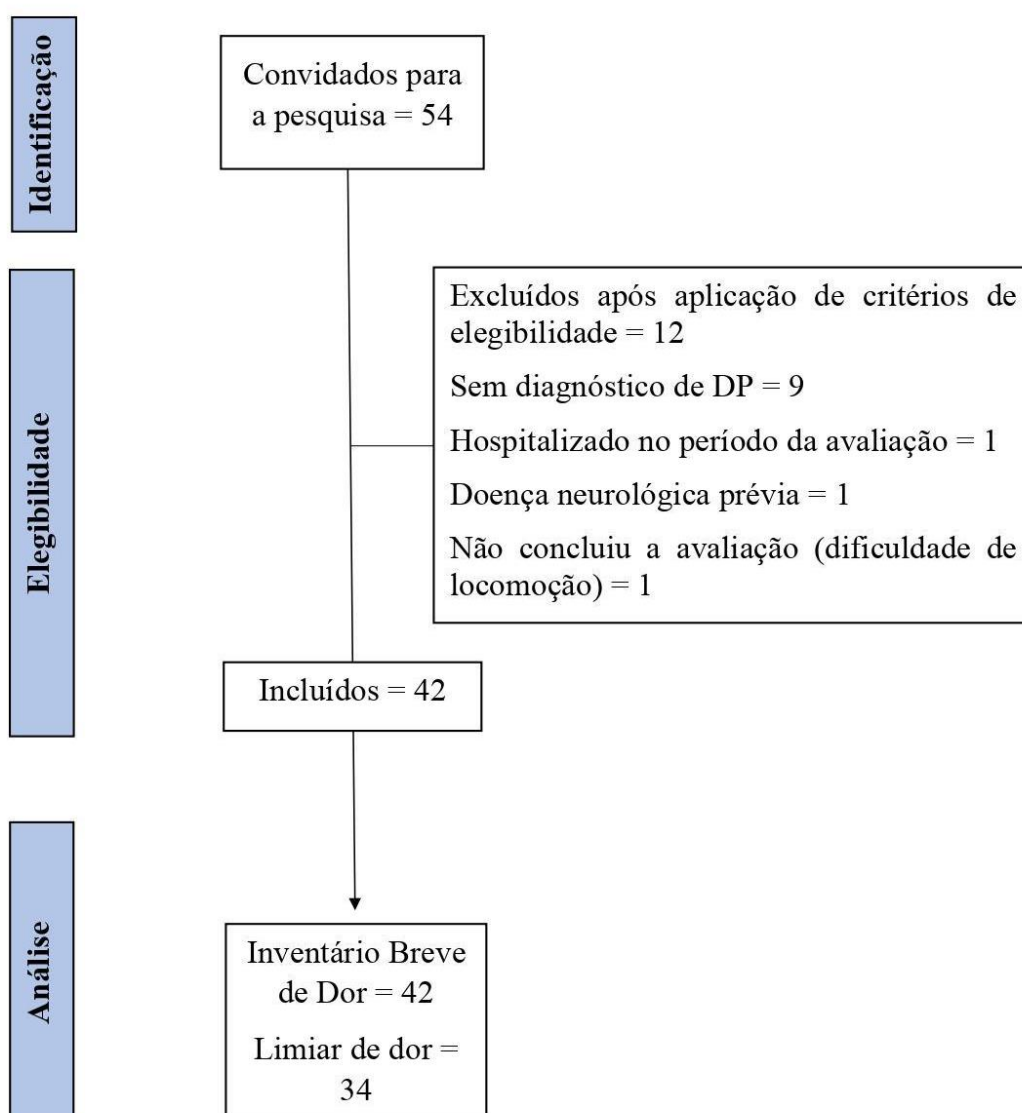 Identificação
Convidados para
a pesquisa = 54
Elegibilidade
Excluídos após aplicação de critérios de
elegibilidade = 12
Sem diagnóstico de DP = 9
Hospitalizado no período da avaliação = 1
Doença neurológica prévia = 1
Não concluiu a avaliação (dificuldade de
locomoção) = 1
Incluídos = 42
Análise
Inventário Breve
de Dor = 42
Limiar de dor =
34